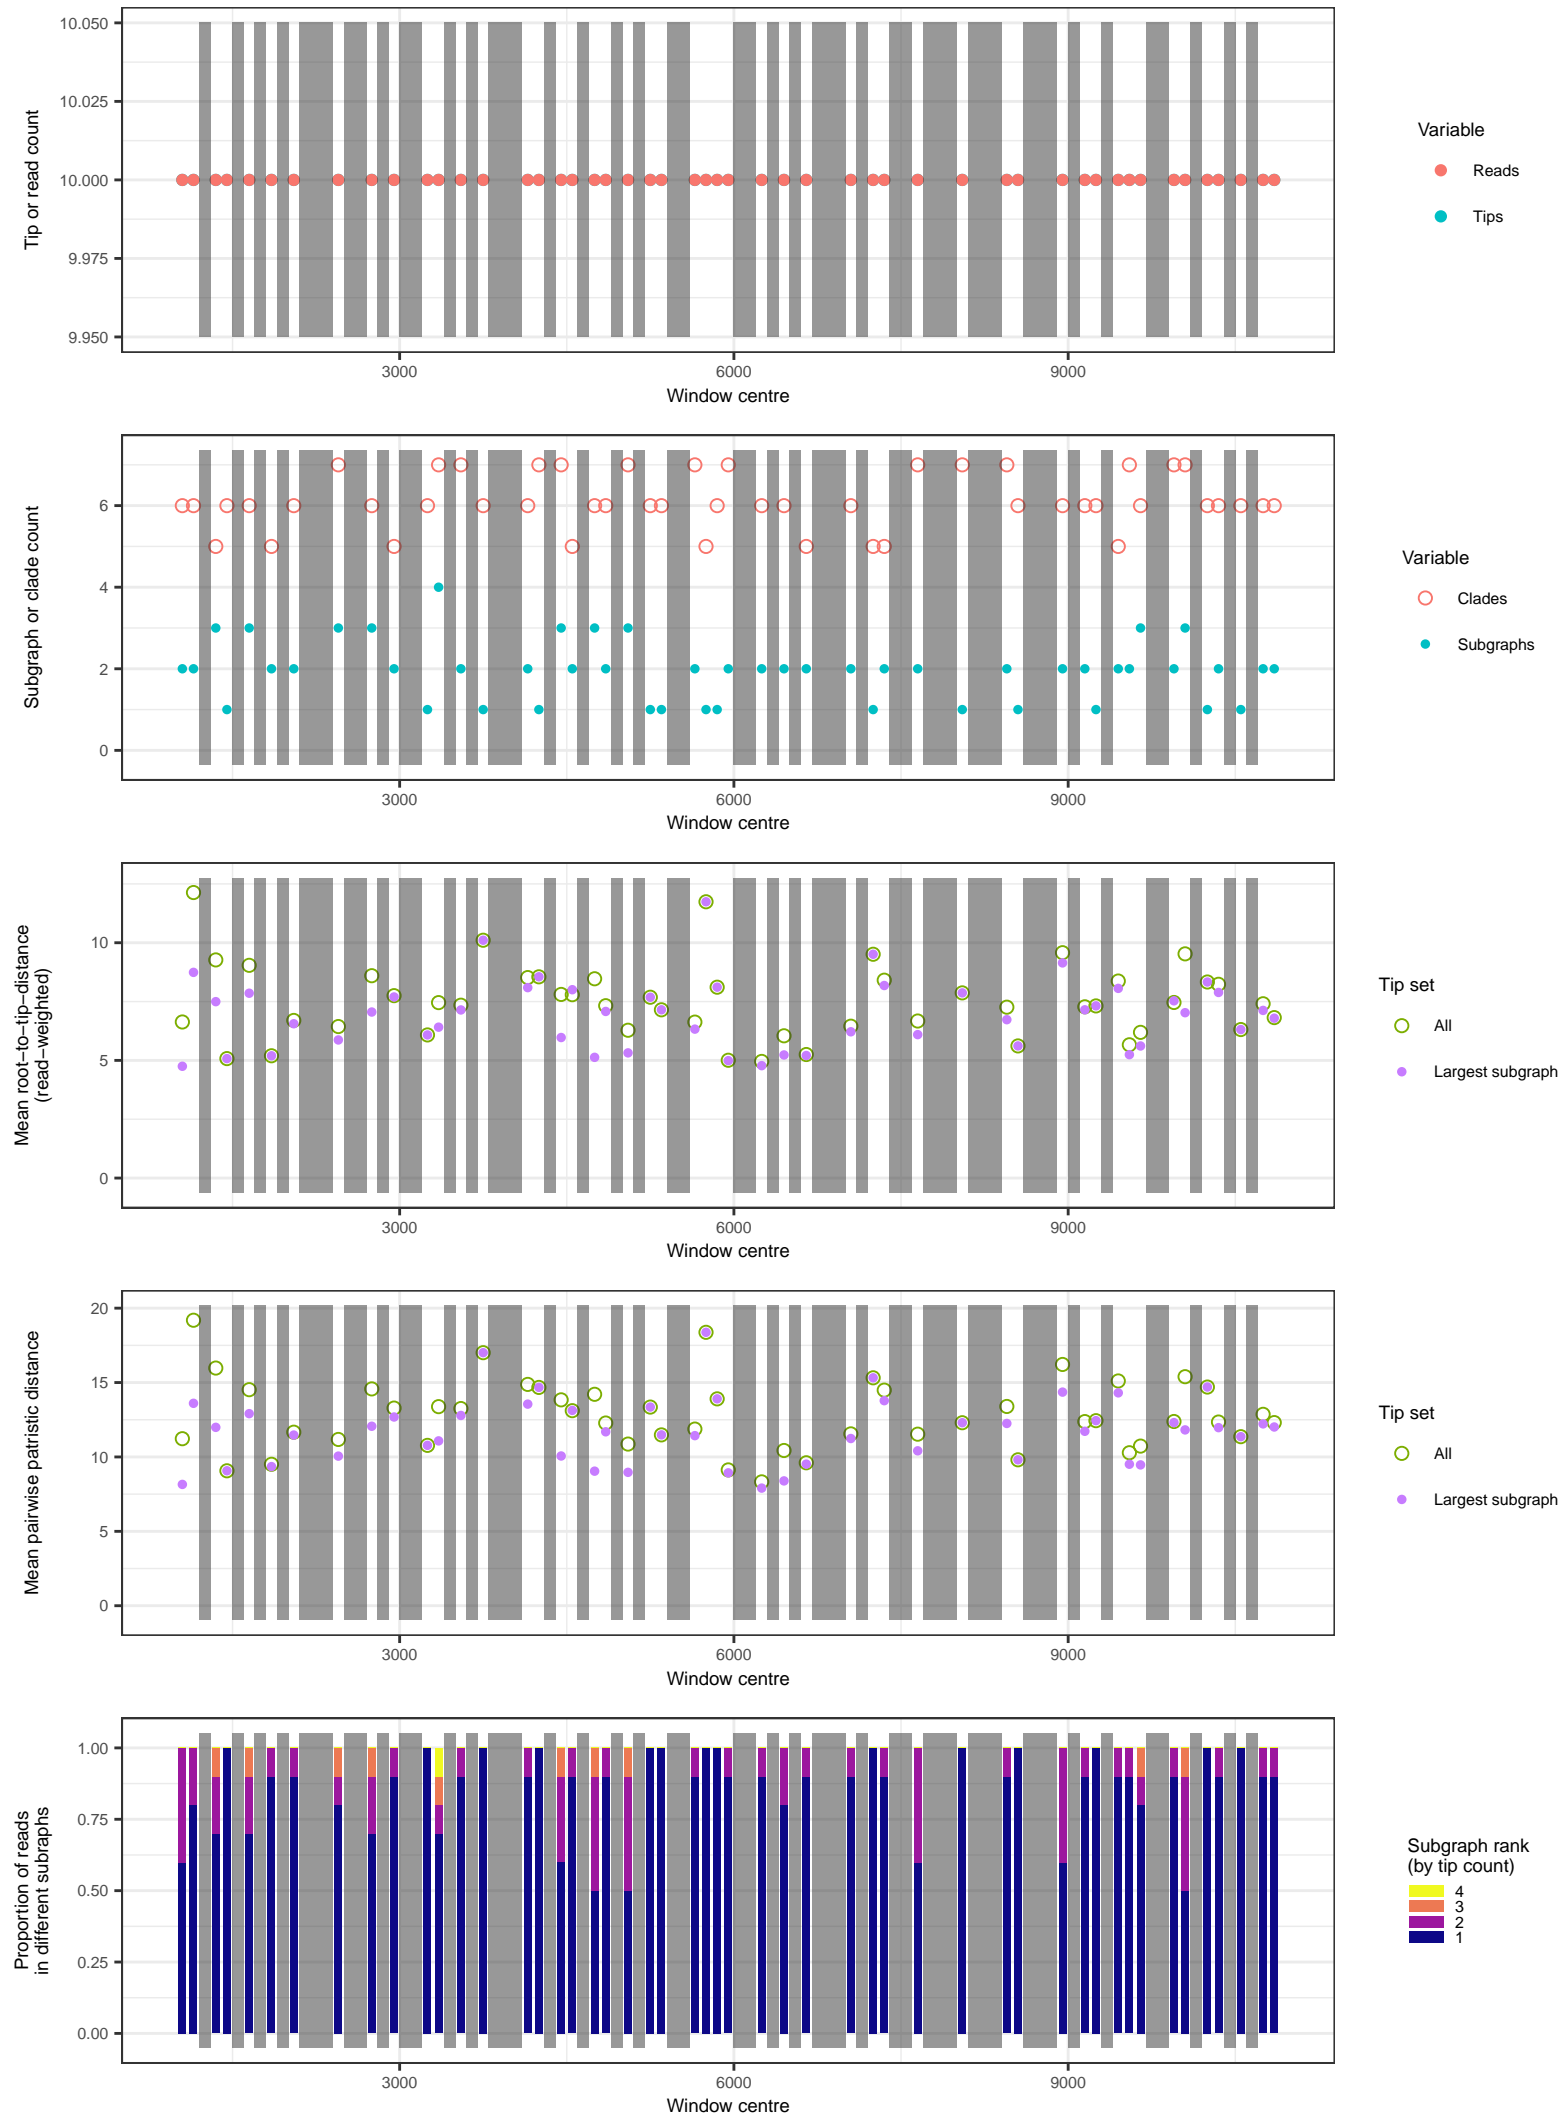 10.050
10.025
10.000
9.975
9.950
Tip or read count
3000
6000
9000
Window centre
Variable
Reads
Tips
6
4
2
0
Subgraph or clade count
3000
6000
9000
Window centre
Variable
Clades
Subgraphs
10
5
0
Mean root−to−tip−distance
(read−weighted)
3000
6000
9000
Window centre
Tip set
All
Largest subgraph
20
15
10
5
0
Mean pairwise patristic distance
3000
6000
9000
Window centre
Tip set
All
Largest subgraph
1.00
0.75
0.50
0.25
0.00
Proportion of reads
in different subraphs
3000
6000
9000
Window centre
Subgraph rank
(by tip count)
4
3
2
1